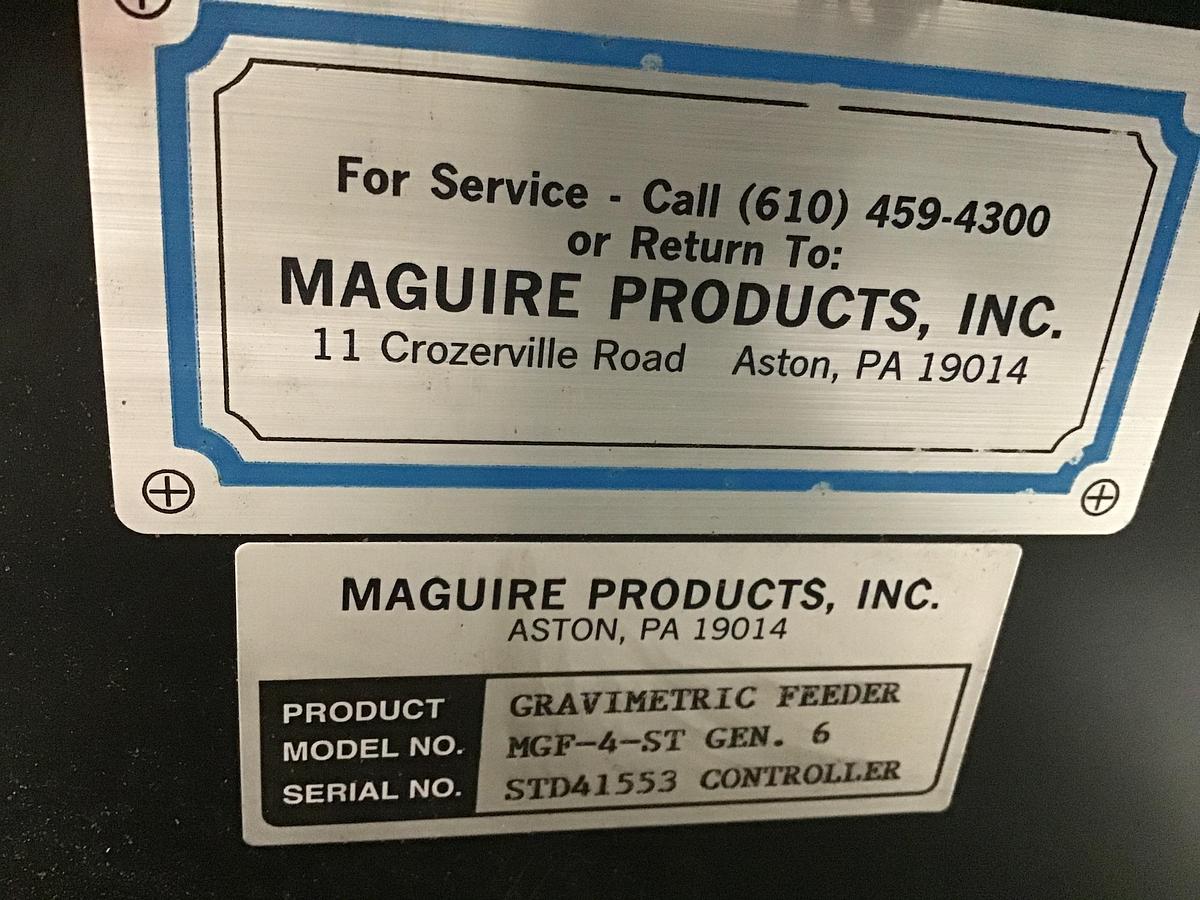 For Service - Call (610) 459-4300
or Return To:
MAGUIRE PRODUCTS, INC.
11 Crozerville Road Aston, PA 19014
MAGUIRE PRODUCTS, INC.
ASTON, PA 19014
PRODUCT GRAVIMETRIC FEEDER
MODEL NO. MGF-4-ST GEN. 6
SERIAL NO. STD41553 CONTROLLER